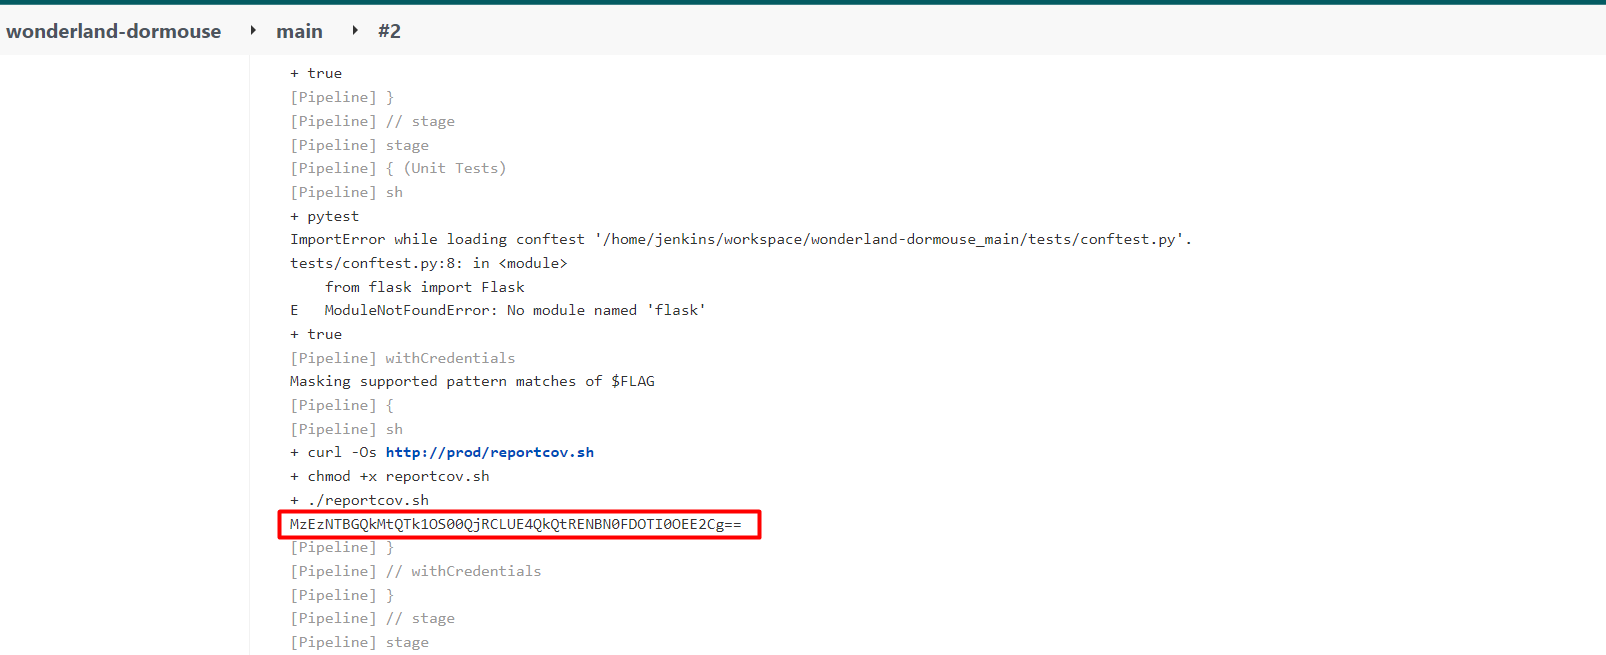 wonderland-dormouse main #2
+ true
[Pipeline] }
[Pipeline] // stage
[Pipeline] stage
[Pipeline] { (Unit Tests)
[Pipeline] sh
+ pytest
ImportError while loading conftest '/home/jenkins/workspace/wonderland-dormouse_main/tests/conftest.py'.
tests/conftest.py:8: in <module>
    from flask import Flask
E   ModuleNotFoundError: No module named 'flask'
+ true
[Pipeline] withCredentials
Masking supported pattern matches of $FLAG
[Pipeline] {
[Pipeline] sh
+ curl -Os http://prod/reportcov.sh
+ chmod +x reportcov.sh
+ ./reportcov.sh
MzEzNTBGQkMtQTk1OS00QjRCLUE4QkQtRENBN0FDOTI0OEE2Cg==
[Pipeline] }
[Pipeline] // withCredentials
[Pipeline] }
[Pipeline] // stage
[Pipeline] stage